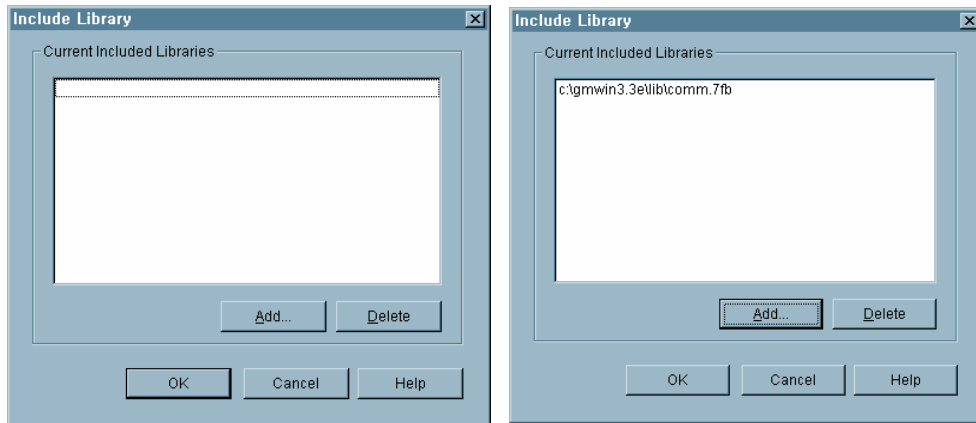 Include Library
Current Included Libraries
Add...
Delete
OK
Cancel
Help
Include Library
Current Included Libraries
c:\gmwin3.3e\lib\comm.7fb
Add...
Delete
OK
Cancel
Help